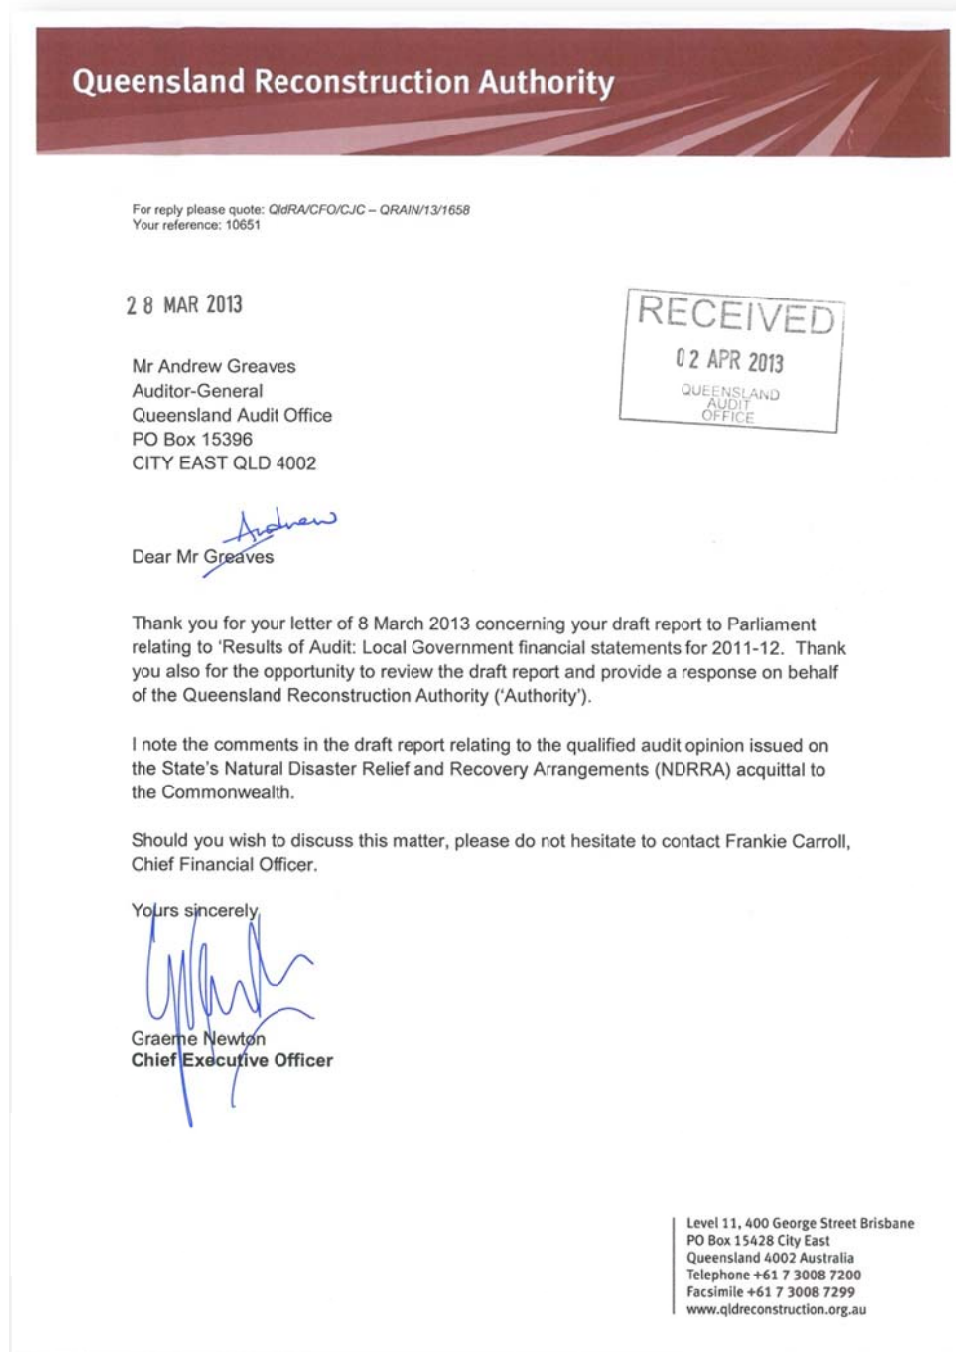 Queensland Reconstruction Authority
For reply please quote: QldRA/CFO/CJC – QRAIN/13/1658
Your reference: 10651
28 MAR 2013
RECEIVED
02 APR 2013
QUEENSLAND
AUDIT
OFFICE
Mr Andrew Greaves
Auditor-General
Queensland Audit Office
PO Box 15396
CITY EAST QLD 4002
Andrew
Dear Mr Greaves
Thank you for your letter of 8 March 2013 concerning your draft report to Parliament
relating to ‘Results of Audit: Local Government financial statements for 2011-12. Thank
you also for the opportunity to review the draft report and provide a response on behalf
of the Queensland Reconstruction Authority (‘Authority’).
I note the comments in the draft report relating to the qualified audit opinion issued on
the State’s Natural Disaster Relief and Recovery Arrangements (NDRRA) acquittal to
the Commonwealth.
Should you wish to discuss this matter, please do not hesitate to contact Frankie Carroll,
Chief Financial Officer.
Yours sincerely
Graeme Newton
Chief Executive Officer
Level 11, 400 George Street Brisbane
PO Box 15428 City East
Queensland 4002 Australia
Telephone +61 7 3008 7200
Facsimile +61 7 3008 7299
www.qldreconstruction.org.au